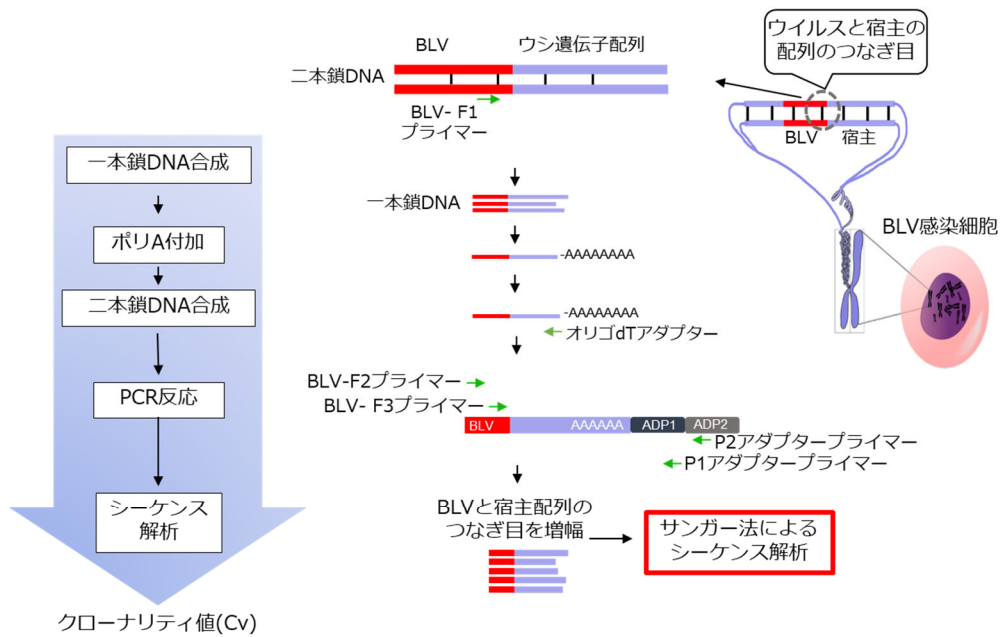 一本鎖DNA合成
ポリA付加
二本鎖DNA合成
PCR反応
シーケンス
解析
クローナリティ値(Cv)
BLV
ウシ遺伝子配列
二本鎖DNA
BLV- F1
プライマー
一本鎖DNA
-AAAAAAAA
-AAAAAAAA
オリゴdTアダプター
BLV-F2プライマー
BLV- F3プライマー
BLV
AAAAAA
ADP1
ADP2
P2アダプタープライマー
P1アダプタープライマー
BLVと宿主配列の
つなぎ目を増幅
サンガー法による
シーケンス解析
ウイルスと宿主の
配列のつなぎ目
BLV
宿主
BLV感染細胞